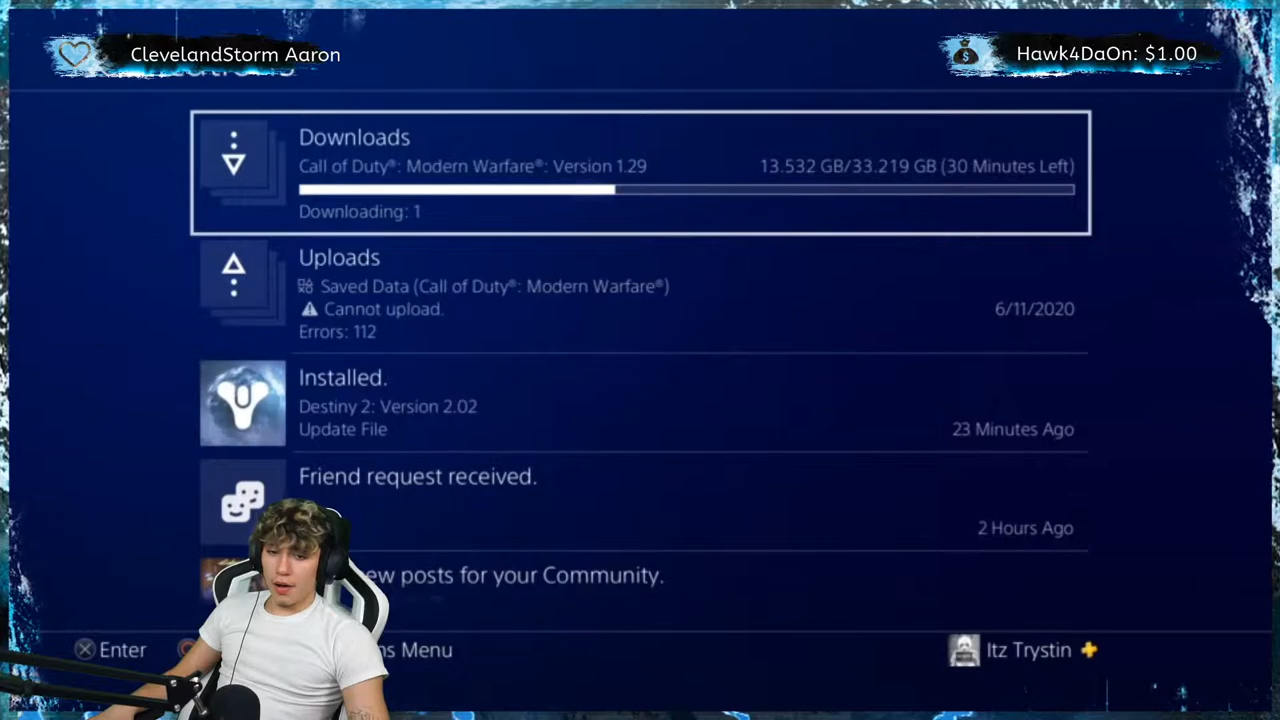 ClevelandStorm Aaron
Hawk4DaOn: $1.00
Downloads
Call of Duty®: Modern Warfare®: Version 1.29
13.532 GB/33.219 GB (30 Minutes Left)
Downloading: 1
Uploads
Saved Data (Call of Duty®: Modern Warfare®)
Cannot upload.
6/11/2020
Errors: 112
Installed.
Destiny 2: Version 2.02
Update File
23 Minutes Ago
Friend request received.
2 Hours Ago
posts for your Community.
Enter
Menu
Itz Trystin